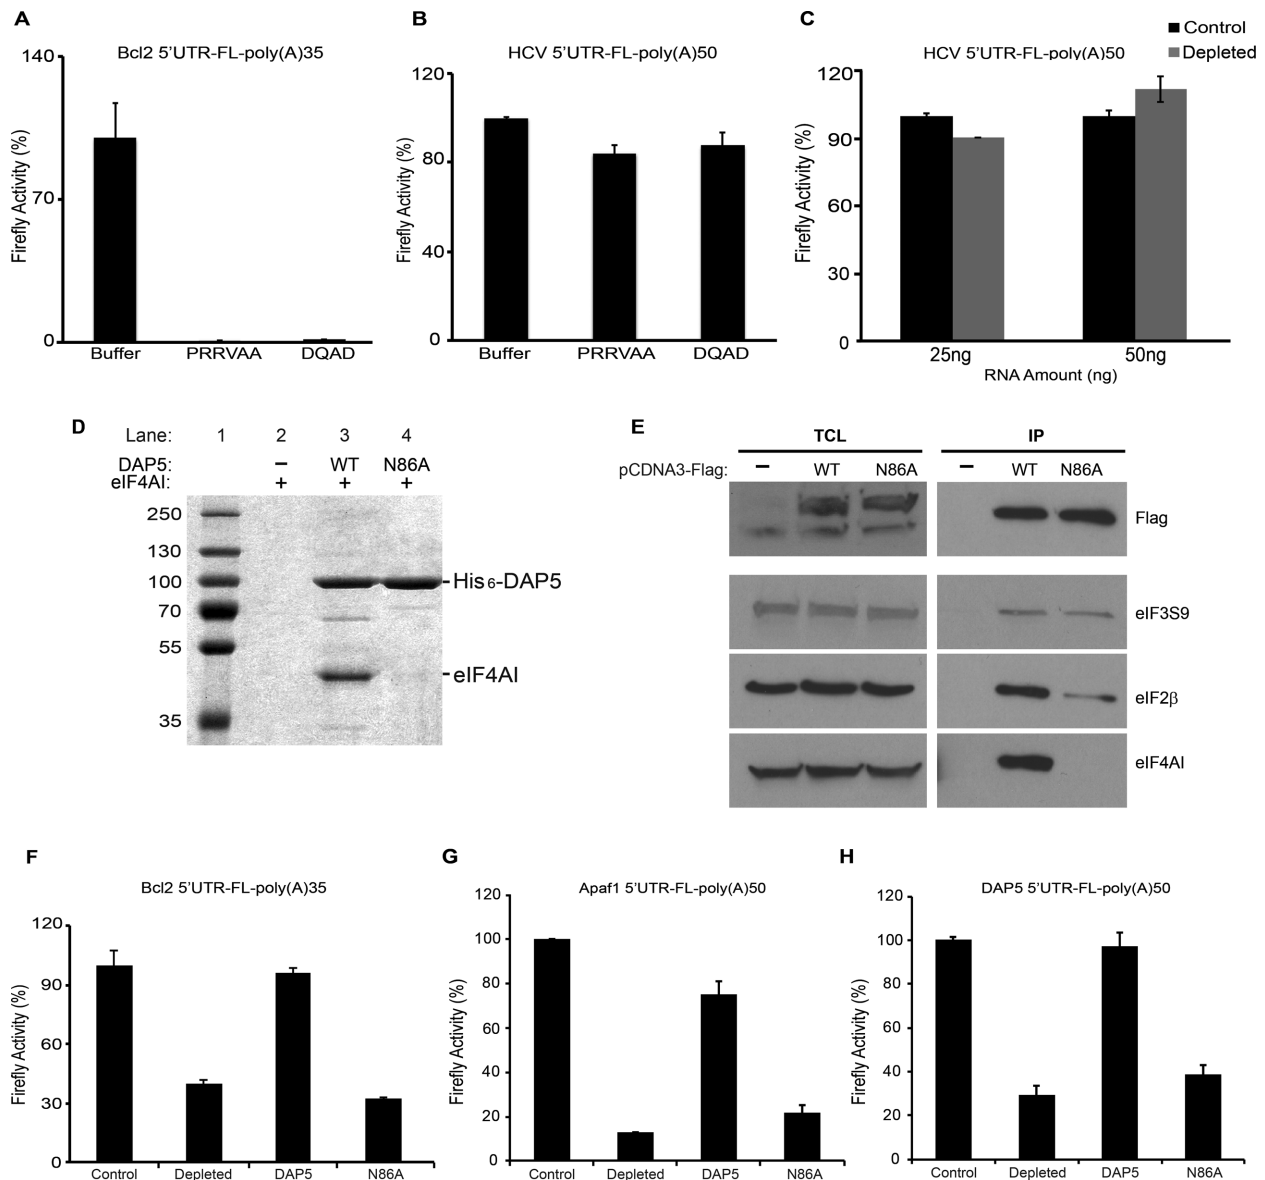 A
Bcl2 5'UTR-FL-poly(A)35
Firefly Activity (%)
140
70
0
Buffer PRRVAA DQAD
B
HCV 5'UTR-FL-poly(A)50
Firefly Activity (%)
120
80
40
0
Buffer PRRVAA DQAD
C
Control
Depleted
HCV 5'UTR-FL-poly(A)50
Firefly Activity (%)
120
90
60
30
0
25ng 50ng
RNA Amount (ng)
D
Lane: 1 2 3 4
DAP5: – WT N86A
eIF4AI: + + +
250
130
100
70
55
35
His6-DAP5
eIF4AI
E
TCL IP
pCDNA3-Flag: – WT N86A – WT N86A
Flag
eIF3S9
eIF2β
eIF4AI
F
Bcl2 5'UTR-FL-poly(A)35
Firefly Activity (%)
120
90
60
30
0
Control Depleted DAP5 N86A
G
Apaf1 5'UTR-FL-poly(A)50
Firefly Activity (%)
120
100
80
60
40
20
0
Control Depleted DAP5 N86A
H
DAP5 5'UTR-FL-poly(A)50
Firefly Activity (%)
120
100
80
60
40
20
0
Control Depleted DAP5 N86A